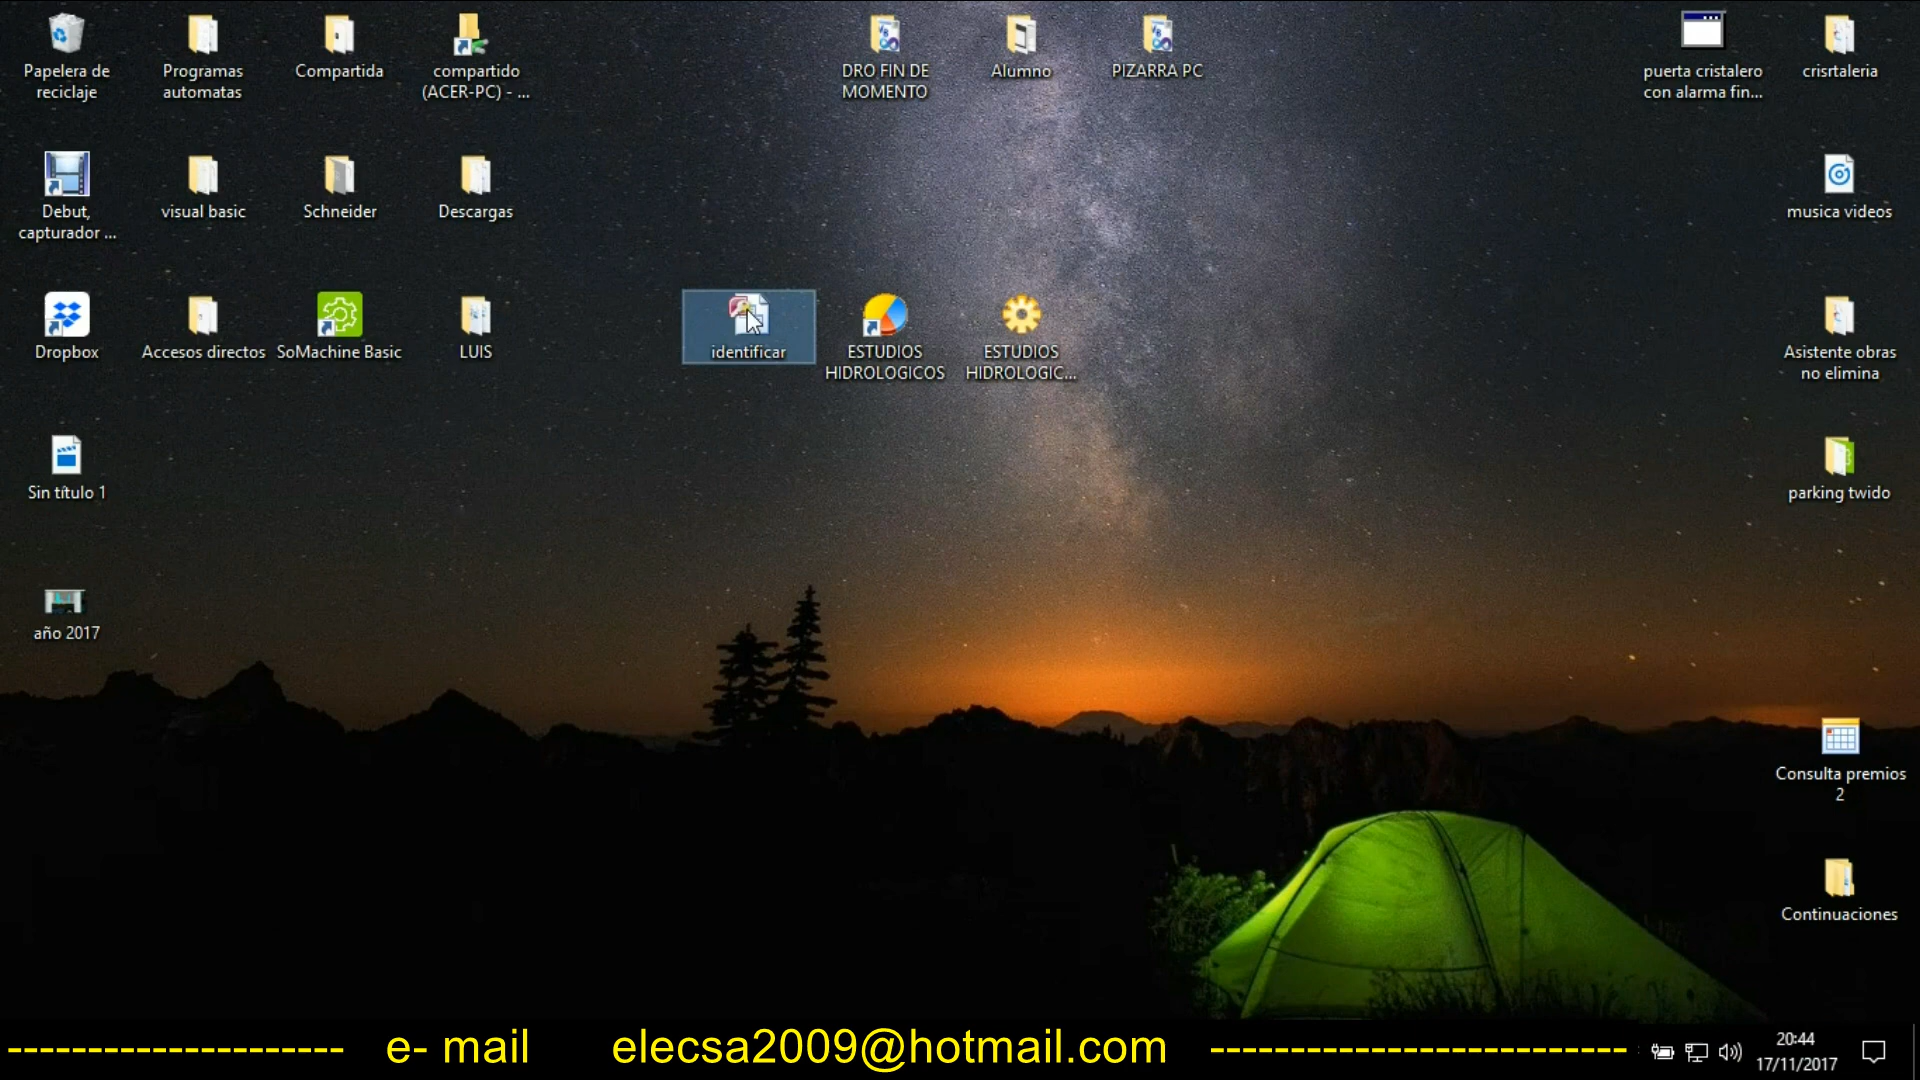 Papelera de
reciclaje
Programas
automatas
Compartida
compartido
(ACER-PC) - ...
DRO FIN DE
MOMENTO
Alumno
PIZARRA PC
puerta cristalero
con alarma fin...
crisrtaleria
Debut,
capturador ...
visual basic
Schneider
Descargas
musica videos
Dropbox
Accesos directos
SoMachine Basic
LUIS
identificar
ESTUDIOS
HIDROLOGICOS
ESTUDIOS
HIDROLOGIC...
Asistente obras
no elimina
Sin título 1
parking twido
año 2017
Consulta premios
2
Continuaciones
--------------------- e- mail elecsa2009@hotmail.com --------------------------
20:44
17/11/2017